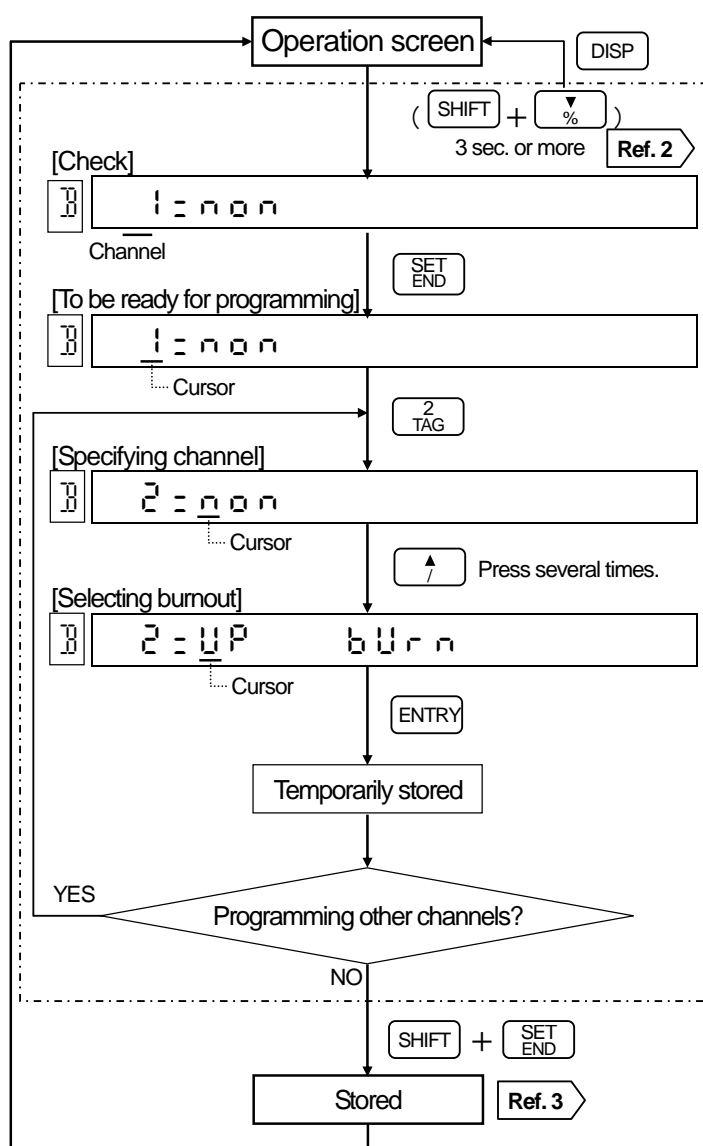 Operation screen
DISP
( SHIFT + ▼ % )
3 sec. or more
Ref. 2
[Check]
B 1=non
Channel
SET
END
[To be ready for programming]
B 1=non
Cursor
2
TAG
[Specifying channel]
B 2=non
Cursor
▲
/
Press several times.
[Selecting burnout]
B 2=UP bUrn
Cursor
ENTRY
Temporarily stored
YES
Programming other channels?
NO
SHIFT + SET END
Stored
Ref. 3